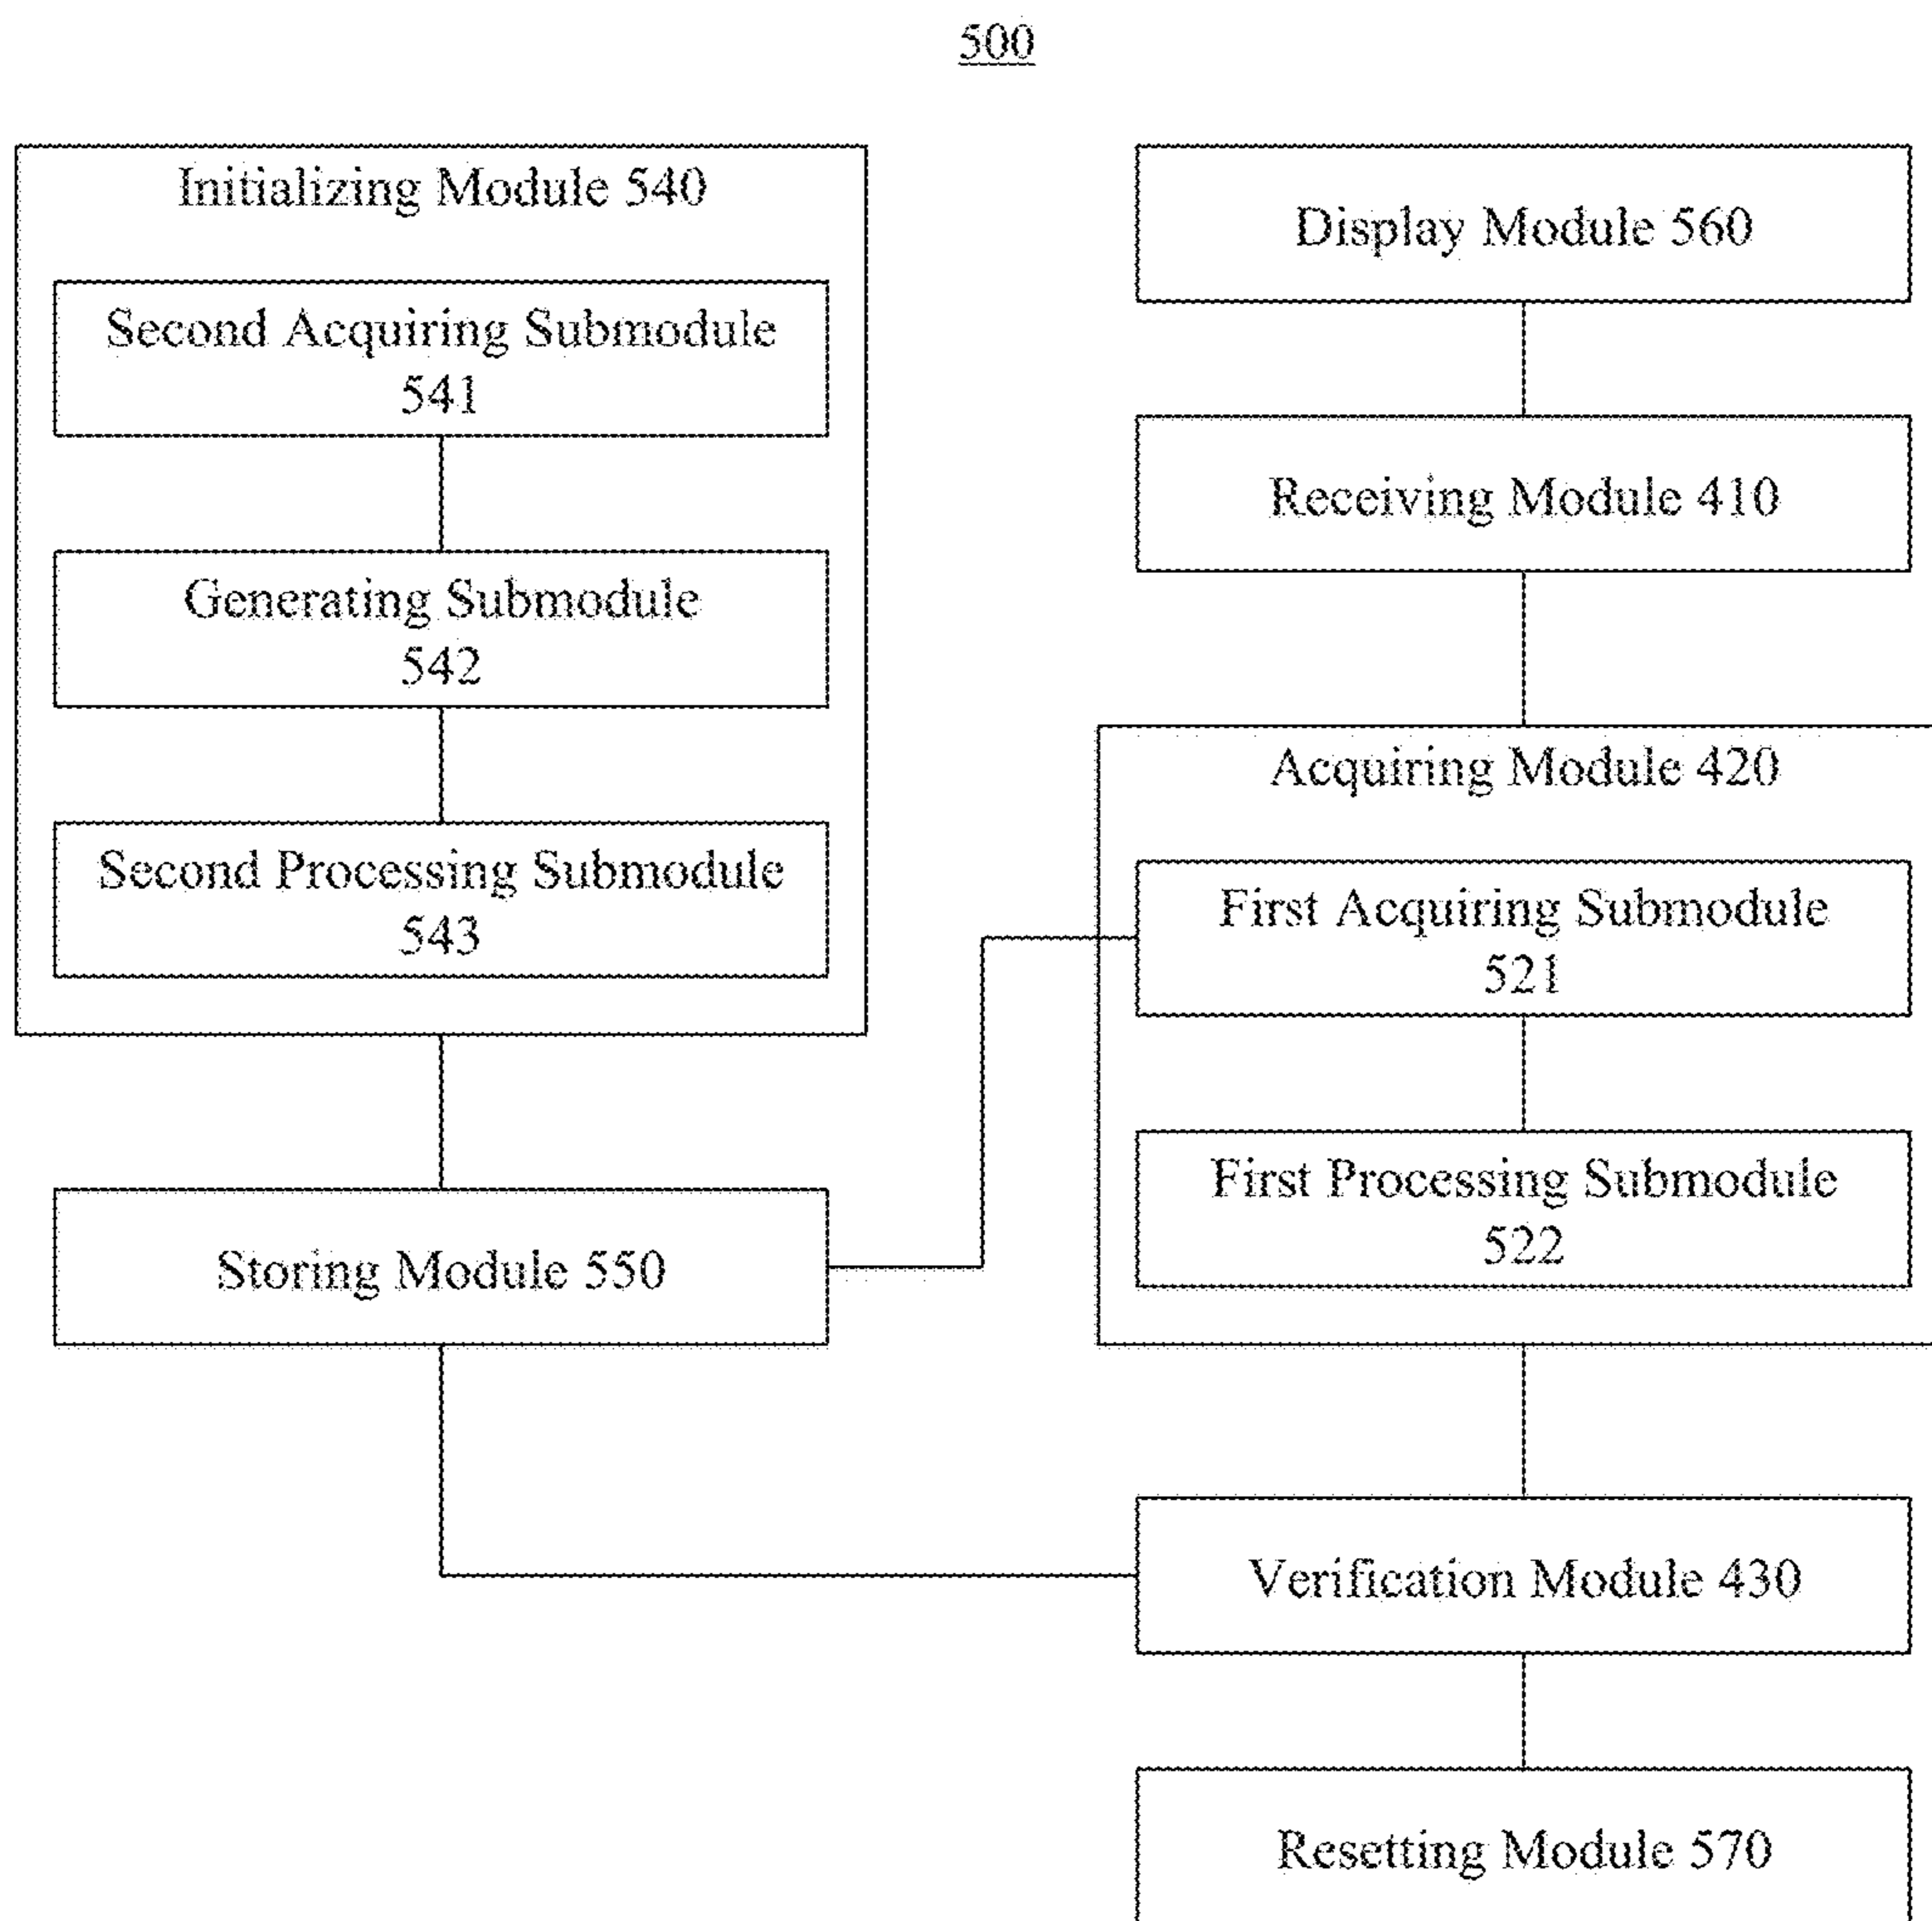 500
Initializing Module 540
Second Acquiring Submodule
541
Generating Submodule
542
Second Processing Submodule
543
Storing Module 550
Display Module 560
Receiving Module 410
Acquiring Module 420
First Acquiring Submodule
521
First Processing Submodule
522
Verification Module 430
Resetting Module 570